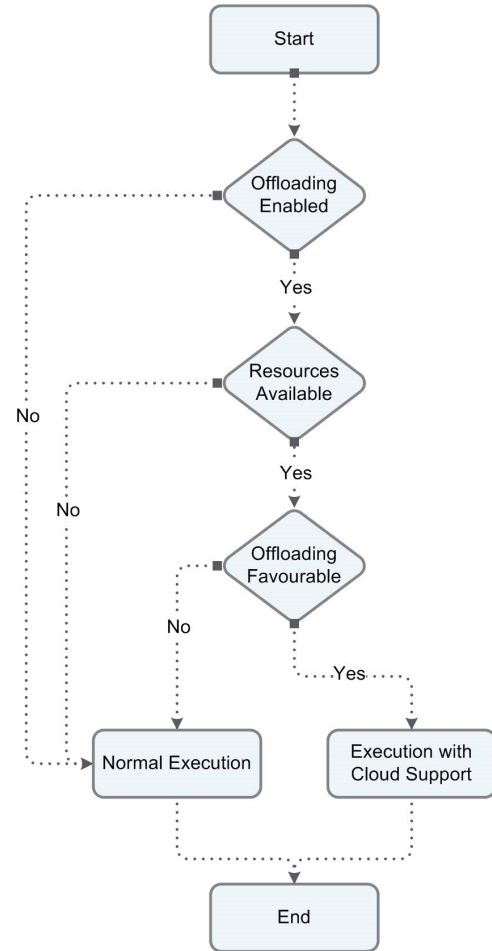 Start
Offloading
Enabled
Yes
Resources
Available
No
Yes
No
Offloading
Favourable
No
Yes
Normal Execution
Execution with
Cloud Support
End